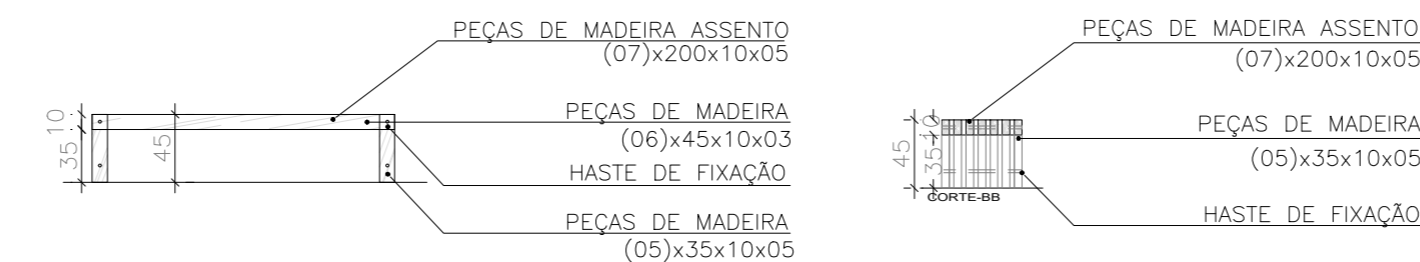 PEÇAS DE MADEIRA ASSENTO
(07)x200x10x05
PEÇAS DE MADEIRA
(06)x45x10x03
HASTE DE FIXAÇÃO
PEÇAS DE MADEIRA
(05)x35x10x05
10
35
45
PEÇAS DE MADEIRA ASSENTO
(07)x200x10x05
PEÇAS DE MADEIRA
(05)x35x10x05
HASTE DE FIXAÇÃO
45
10
35
CORTE-BB